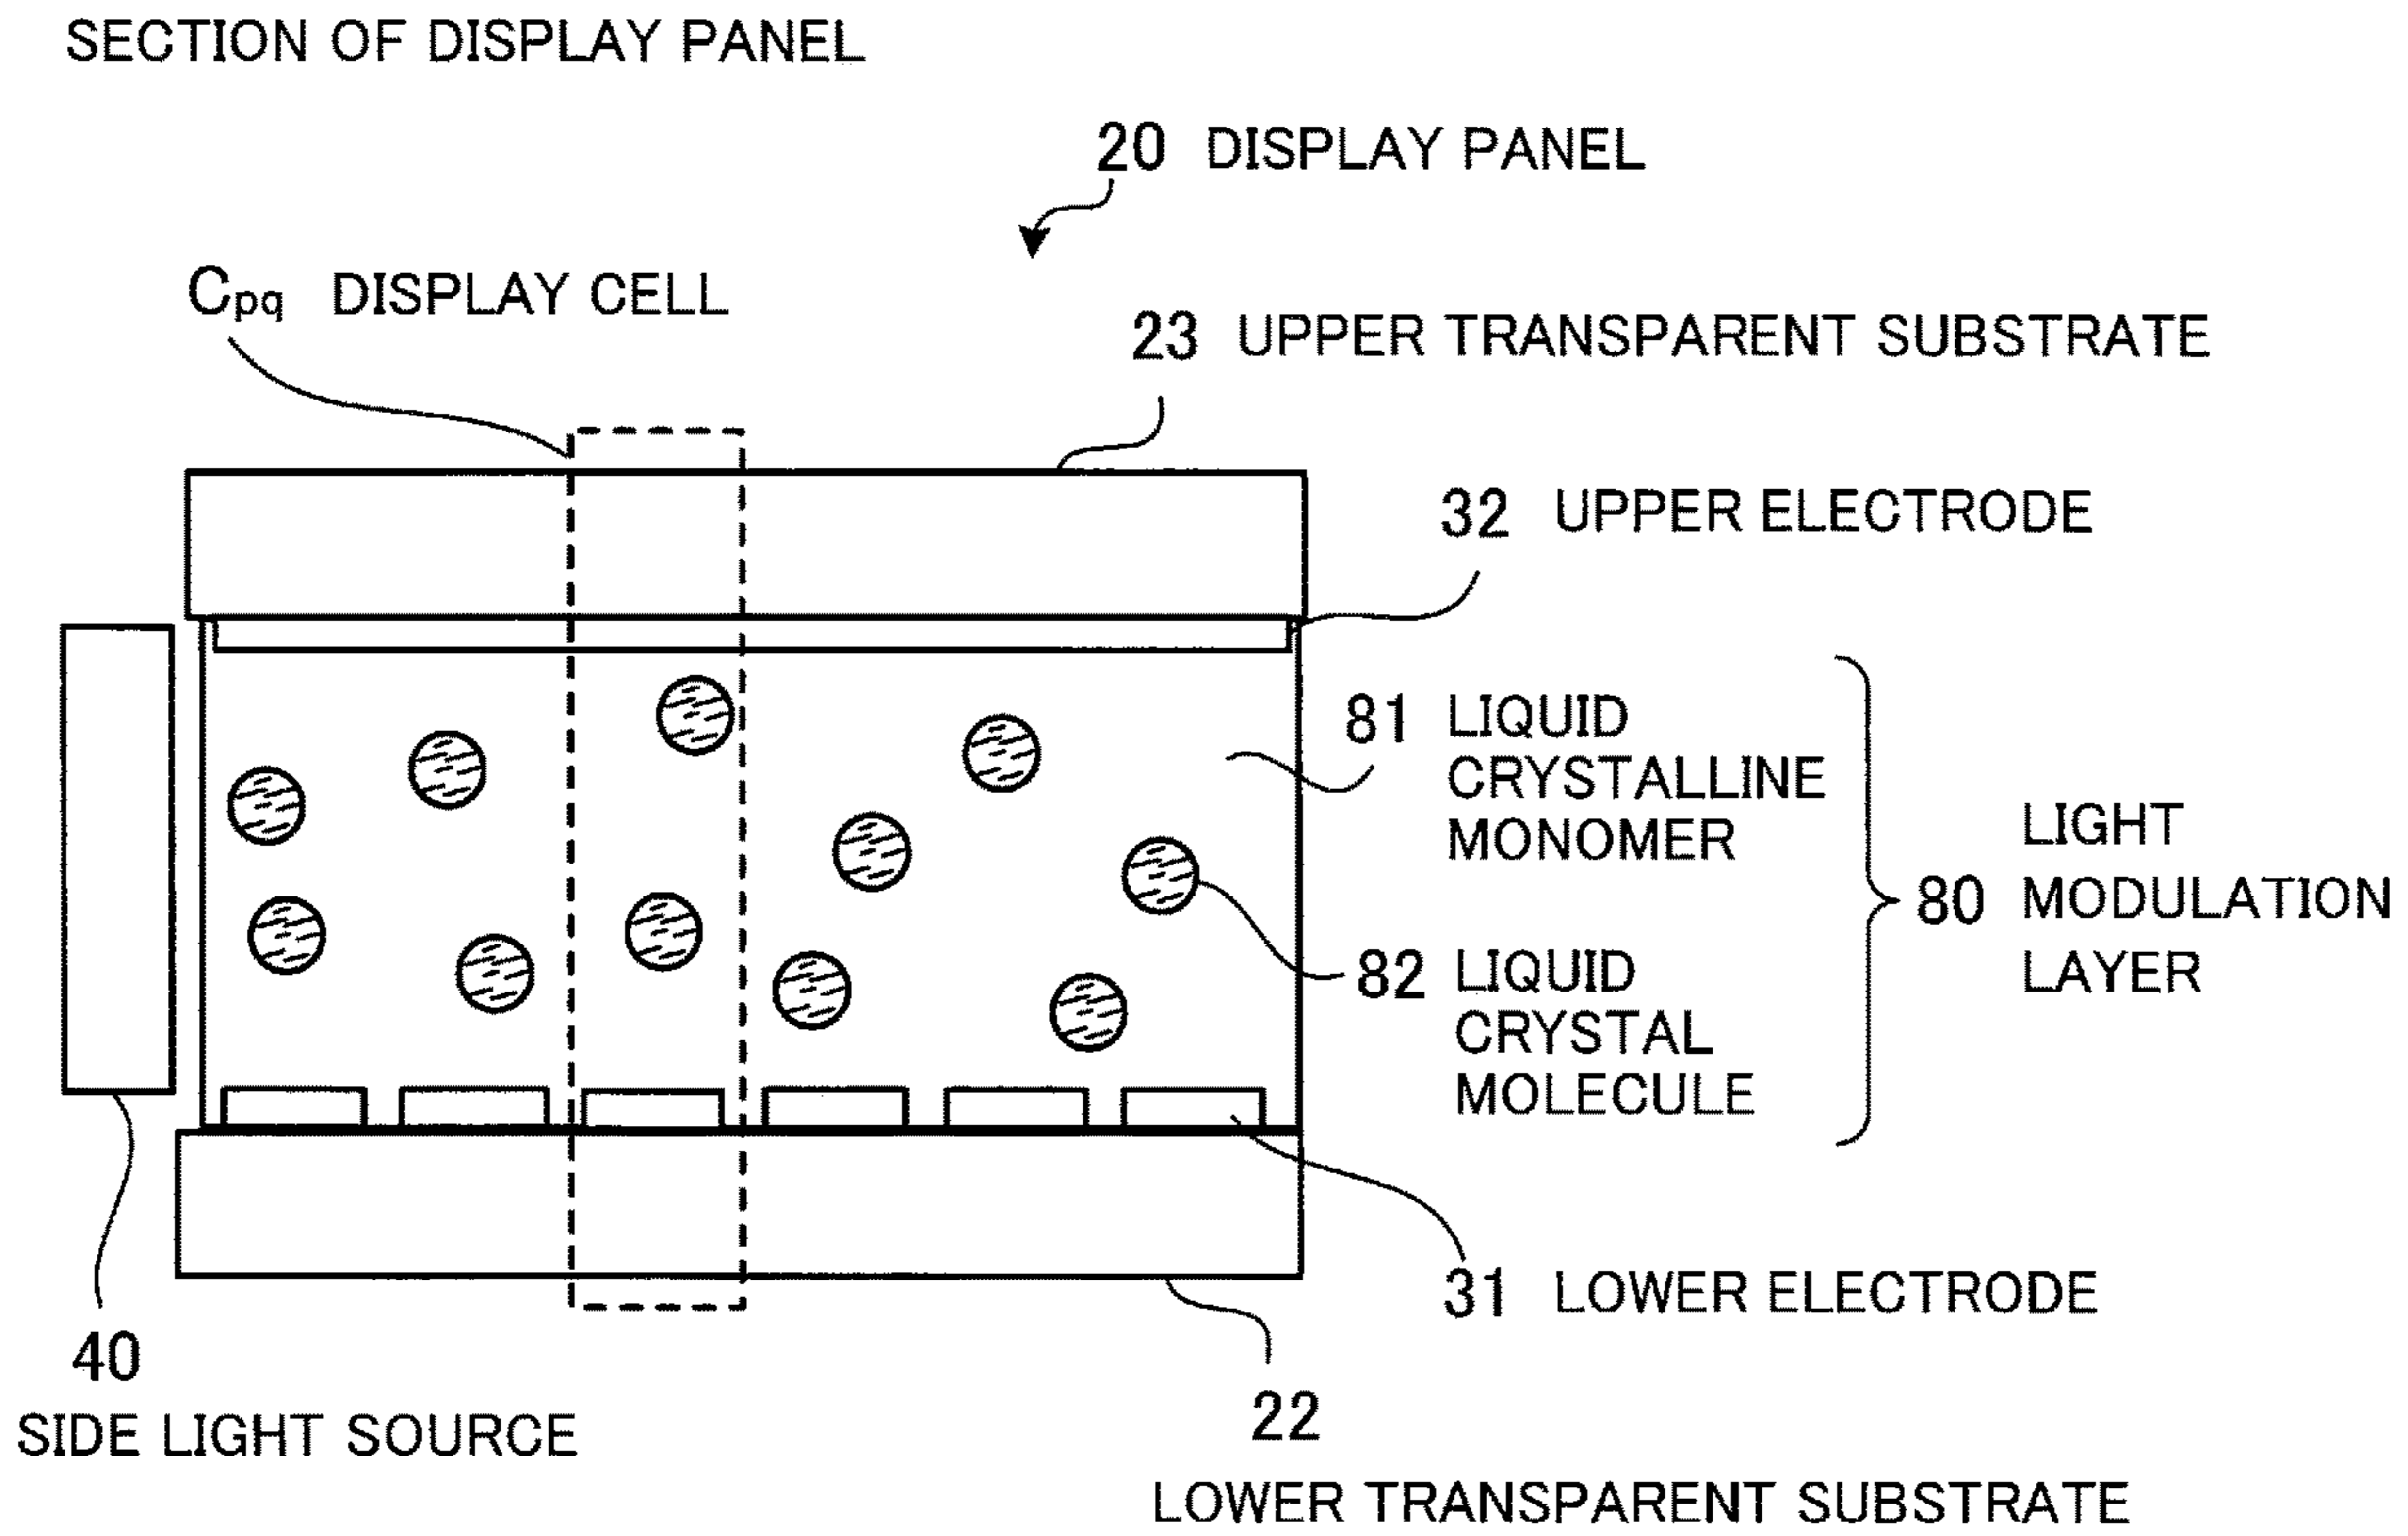 SECTION OF DISPLAY PANEL
20 DISPLAY PANEL
Cpq DISPLAY CELL
23 UPPER TRANSPARENT SUBSTRATE
32 UPPER ELECTRODE
81 LIQUID
CRYSTALLINE
MONOMER
80 LIGHT
MODULATION
LAYER
82 LIQUID
CRYSTAL
MOLECULE
31 LOWER ELECTRODE
40
SIDE LIGHT SOURCE
22
LOWER TRANSPARENT SUBSTRATE